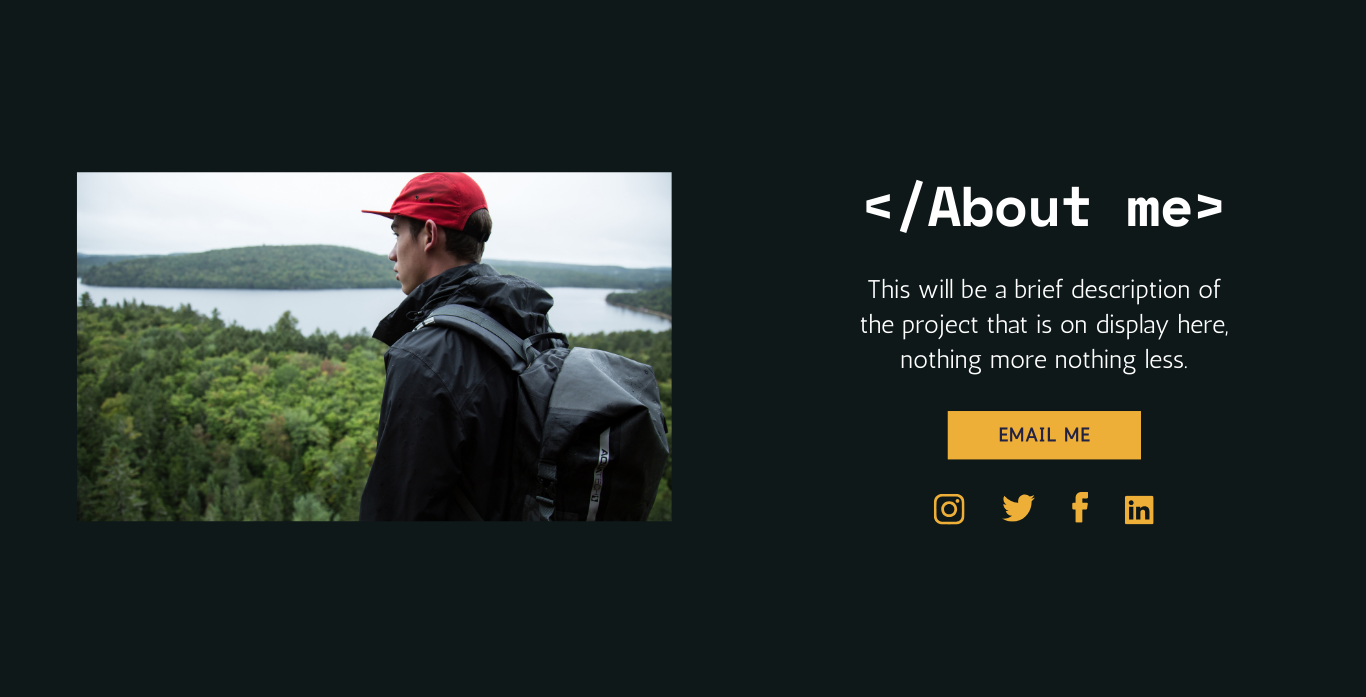 </About me>
This will be a brief description of
the project that is on display here,
nothing more nothing less.
EMAIL ME